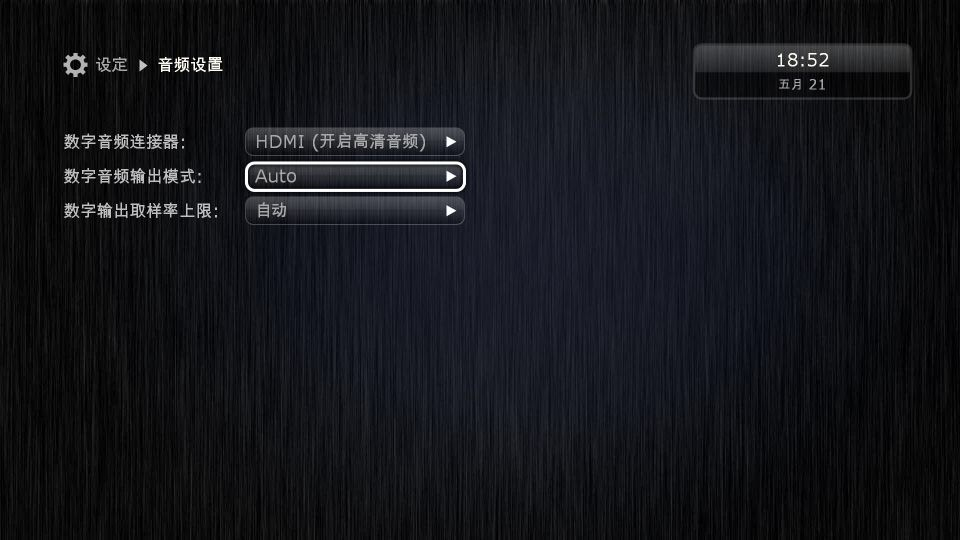 设定 ▶ 音频设置
18:52
五月 21
数字音频连接器: HDMI (开启高清音频)
数字音频输出模式: Auto
数字输出取样率上限: 自动